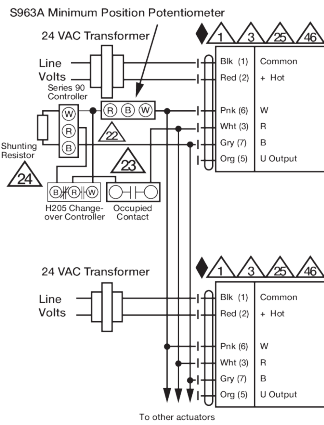 S963A Minimum Position Potentiometer
24 VAC Transformer
1 3 25 46
Line
Volts
Blk (1) Common
Red (2) + Hot
Series 90
Controller
W
R
B
R B W
Pnk (6) W
Wht (3) R
Gry (7) B
Org (5) U Output
22
Shunting
Resistor
24
23
B R W
H205 Change-
over Controller
Occupied
Contact
24 VAC Transformer
1 3 25 46
Line
Volts
Blk (1) Common
Red (2) + Hot
Pnk (6) W
Wht (3) R
Gry (7) B
Org (5) U Output
To other actuators